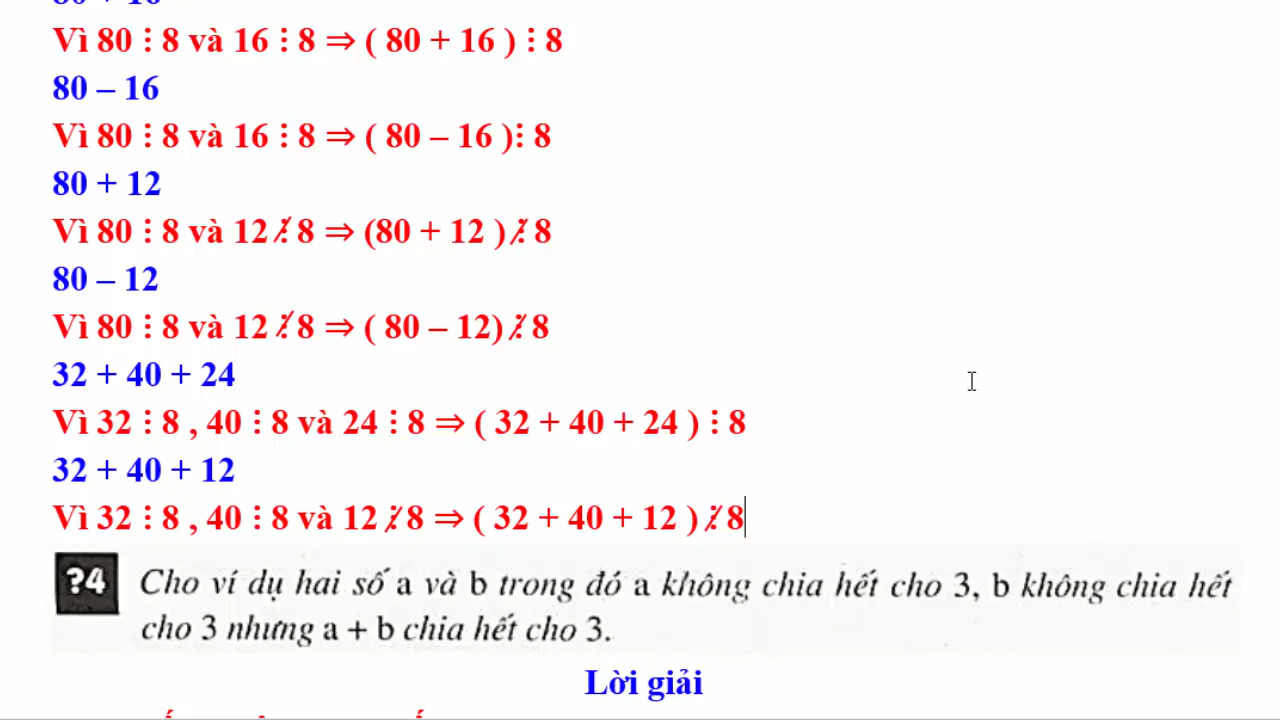 80 + 16
Vì 80 ⋮ 8 và 16 ⋮ 8 ⇒ ( 80 + 16 ) ⋮ 8
80 – 16
Vì 80 ⋮ 8 và 16 ⋮ 8 ⇒ ( 80 – 16 )⋮ 8
80 + 12
Vì 80 ⋮ 8 và 12 ⋮̸ 8 ⇒ (80 + 12 ) ⋮̸ 8
80 – 12
Vì 80 ⋮ 8 và 12 ⋮̸ 8 ⇒ ( 80 – 12) ⋮̸ 8
32 + 40 + 24
Vì 32 ⋮ 8 , 40 ⋮ 8 và 24 ⋮ 8 ⇒ ( 32 + 40 + 24 ) ⋮ 8
32 + 40 + 12
Vì 32 ⋮ 8 , 40 ⋮ 8 và 12 ⋮̸ 8 ⇒ ( 32 + 40 + 12 ) ⋮̸ 8
?4 Cho ví dụ hai số a và b trong đó a không chia hết cho 3, b không chia hết
cho 3 nhưng a + b chia hết cho 3.
Lời giải